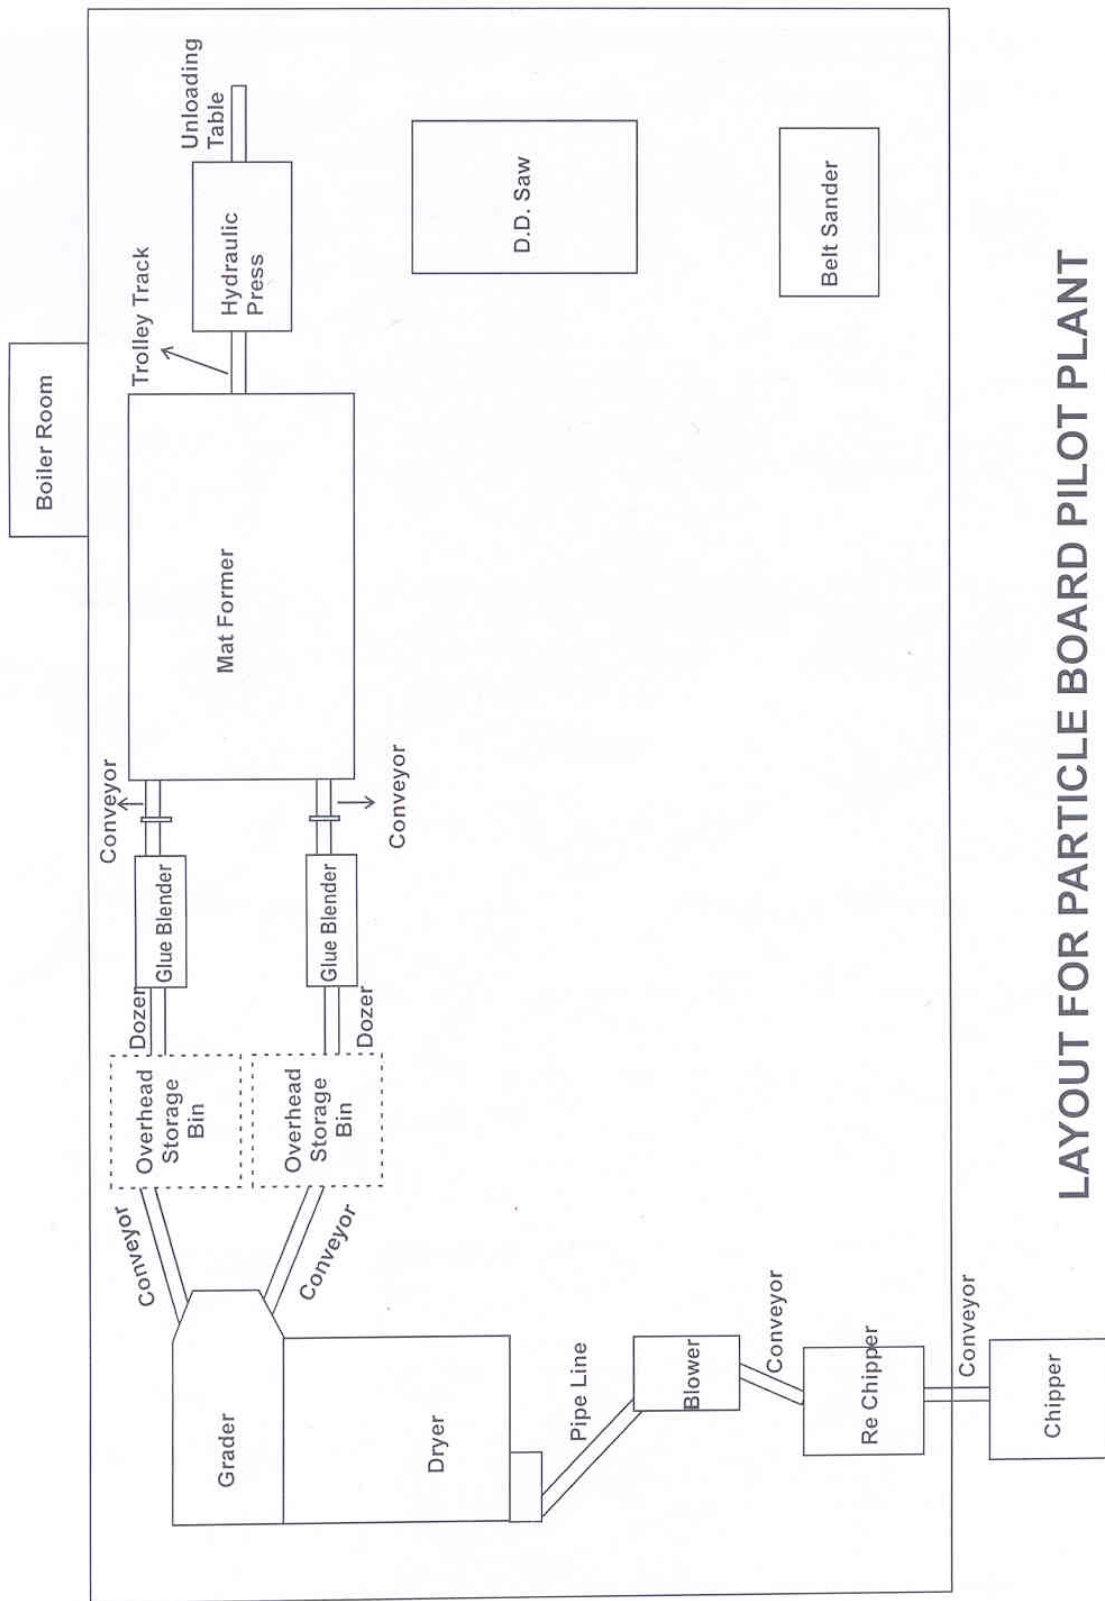 Boiler Room
Trolley Track
Unloading
Table
Hydraulic
Press
Mat Former
Conveyor
Conveyor
Glue Blender
Glue Blender
Dozer
Dozer
Overhead
Storage
Bin
Overhead
Storage
Bin
Conveyor
Conveyor
Grader
Dryer
Pipe Line
Blower
Conveyor
Re Chipper
Conveyor
Chipper
D.D. Saw
Belt Sander
LAYOUT FOR PARTICLE BOARD PILOT PLANT